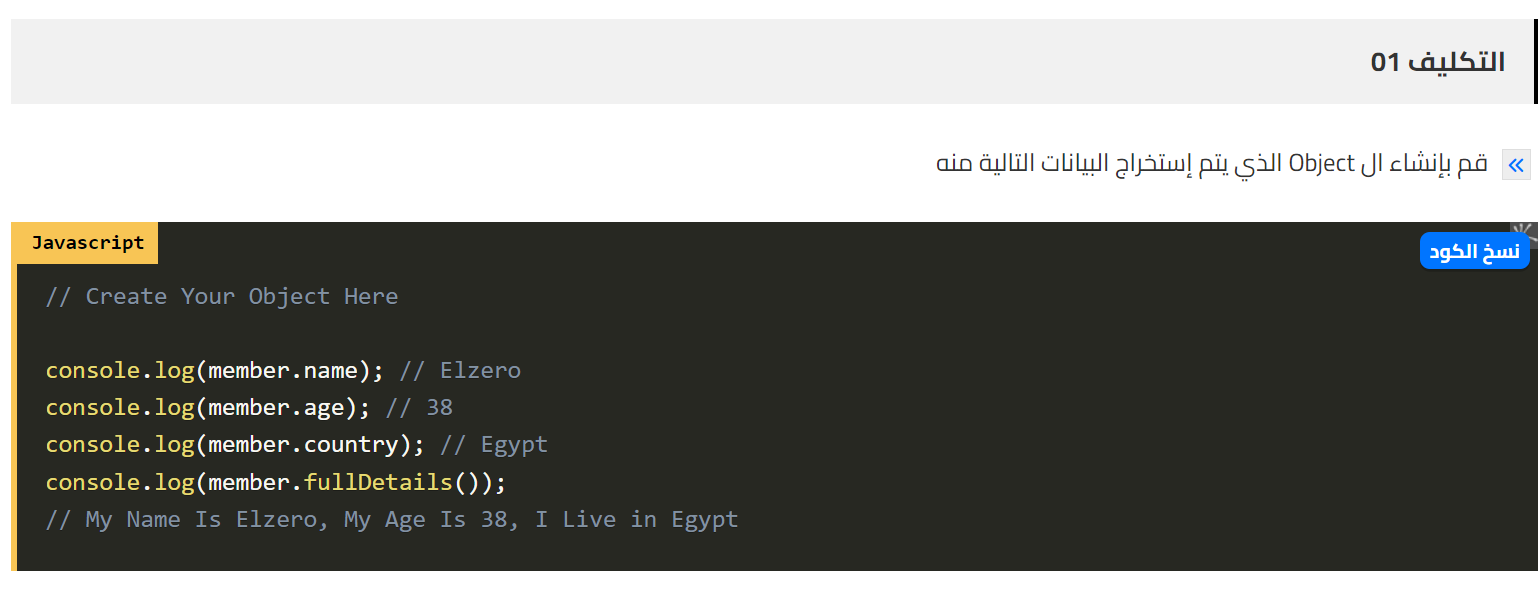 التكليف 01
قم بإنشاء ال Object الذي يتم إستخراج البيانات التالية منه
Javascript
نسخ الكود
// Create Your Object Here
console.log(member.name); // Elzero
console.log(member.age); // 38
console.log(member.country); // Egypt
console.log(member.fullDetails());
// My Name Is Elzero, My Age Is 38, I Live in Egypt